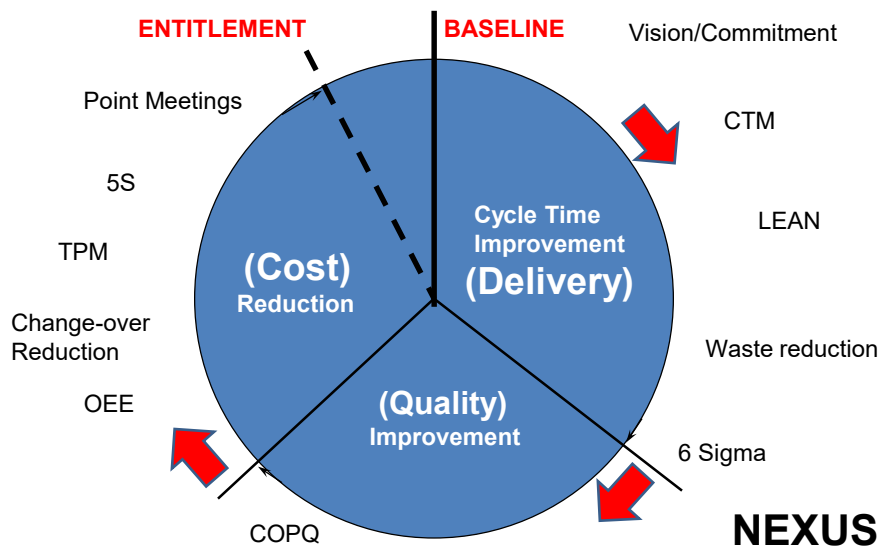 ENTITLEMENT
BASELINE
Vision/Commitment
Point Meetings
CTM
5S
LEAN
Cycle Time
Improvement
(Delivery)
TPM
(Cost)
Reduction
Change-over
Reduction
Waste reduction
OEE
(Quality)
Improvement
6 Sigma
COPQ
NEXUS